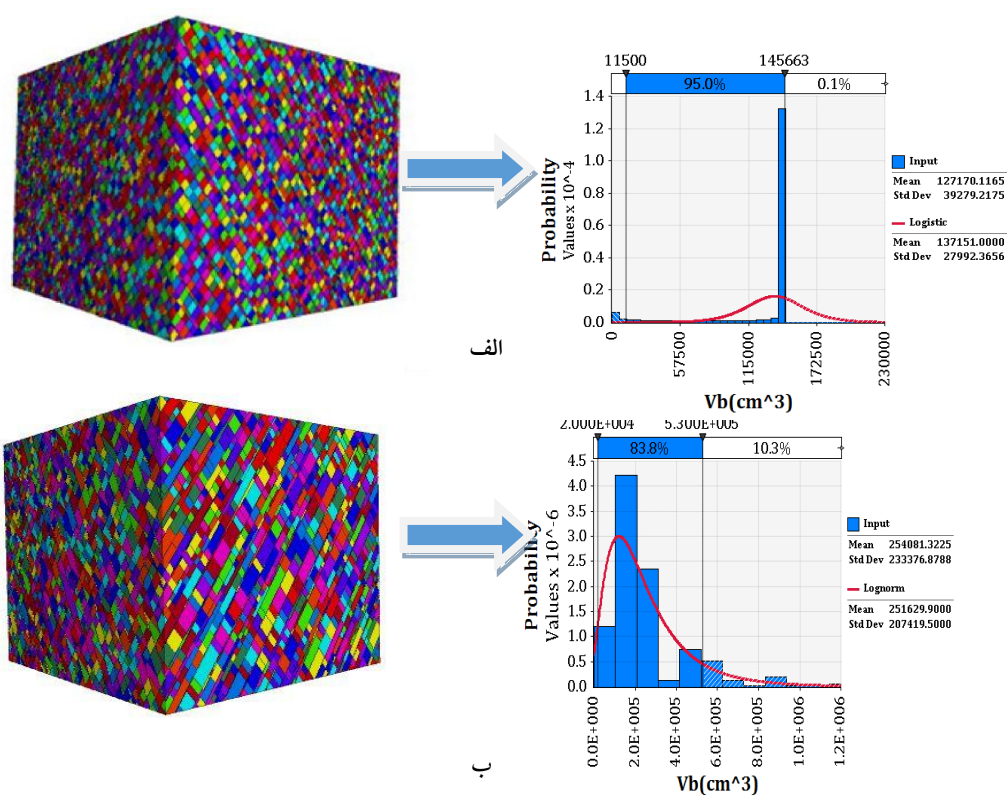 11500 145663
95.0% 0.1%
1.4
1.2
1.0
0.8
0.6
0.4
0.2
0.0
Probability
Values x 10^-4
0 57500 115000 172500 230000
Vb(cm^3)
Input
Mean 127170.1165
Std Dev 39279.2175
Logistic
Mean 137151.0000
Std Dev 27992.3656
الف
2.000E+004 5.300E+005
83.8% 10.3%
4.5
4.0
3.5
3.0
2.5
2.0
1.5
1.0
0.5
0.0
Probability
Values x 10^-6
0.0E+000 2.0E+005 4.0E+005 6.0E+005 8.0E+005 1.0E+006 1.2E+006
Vb(cm^3)
Input
Mean 254081.3225
Std Dev 233376.8788
Lognorm
Mean 251629.9000
Std Dev 207419.5000
ب